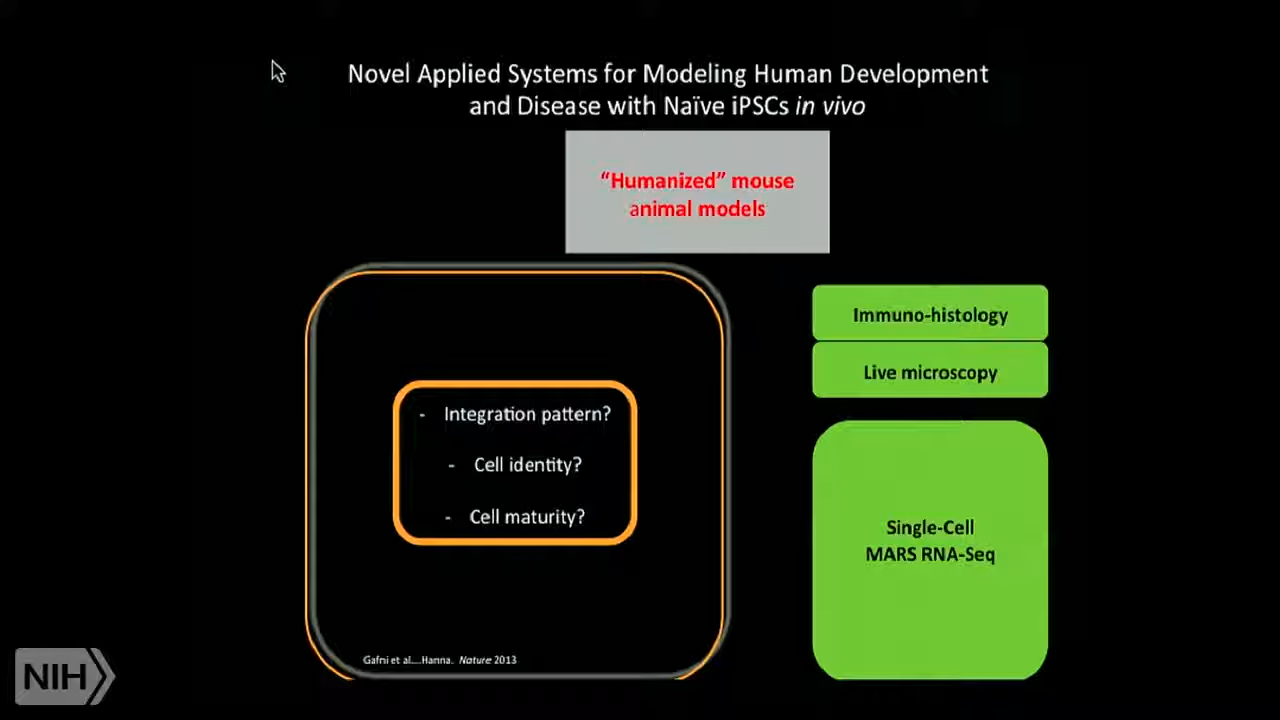 Novel Applied Systems for Modeling Human Development
and Disease with Naïve iPSCs in vivo
“Humanized” mouse
animal models
- Integration pattern?
- Cell identity?
- Cell maturity?
Immuno-histology
Live microscopy
Single-Cell
MARS RNA-Seq
Gafni et al....Hanna. Nature 2013
NIH